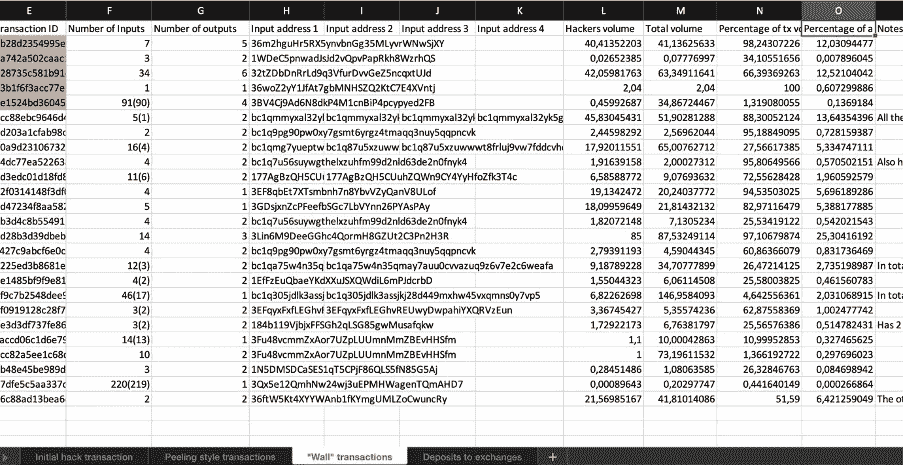 E F G H I J K L M N O
ransaction ID Number of Inputs Number of outputs Input address 1 Input address 2 Input address 3 Input address 4 Hackers volume Total volume Percentage of tx vo Percentage of a Notes
b28d2354995e 7 5 36m2hguHr5RX5ynvbnGg35MLyvrWNwSjXY 40,41352203 41,13625633 98,24307226 12,03094477
a742a502caac 3 2 1WDeC5pnwadJsJd2vQpvPapRkh8WzrhQS 0,02652385 0,07776997 34,10551656 0,007896045
28735c581b91 34 6 32tZDbDnRrLd9q3VfurDvvGeZ5ncqxtUJd 42,05981763 63,34911641 66,39369263 12,52104042
3b1f6f3acc77e 1 1 36woZ2yY1JfAt7gbMNHSZQ2KtC7E4XVntj 2,04 2,04 100 0,607299886
e1524bd36045 91(90) 4 3BV4Cj9Ad6N8dkP4M1cnBiP4pcypyed2FB 0,45992687 34,86724467 1,319080055 0,1369184
cc88ebc9646d 5(1) 2 bc1qmmyxal32yl bc1qmmyxal32yl bc1qmmyxal32yl bc1qmmyxal32yk5g 45,83045431 51,90281288 88,30052124 13,64354396 All the
d203a1cfab98c 2 2 bc1q9pg90pw0xy7gsmt6yrgz4tmaqq3nuy5qqpncvk 2,44598292 2,56962044 95,18849095 0,728159387
0a9d23106732 16(4) 2 bc1qmg7yueptw bc1q87u5xzuww bc1q87u5xzuwwwt8frluj9vw7fddcvh 17,92011551 65,00762712 27,56617385 5,334747111
4dc77ea52263 4 2 bc1q7u56suywgthelxzuhfm99d2nld63de2n0fnyk4 1,91639158 2,00027312 95,80649566 0,570502151 Also h
d3edc01d18fd 11(6) 2 177AgBzQH5CU 177AgBzQH5CUuhZQWn9CY4YyHfoZfk3T4c 6,58588772 9,07693632 72,55628428 1,960592579
2f0314148f3df 4 1 3EF8qbEt7XTsmbnh7n8YbvVZyQanV8ULof 19,1342472 20,24037772 94,53503025 5,696189286
d47234f8aa58 5 1 3GDsjxnZcPFeefbSGc7LbVYnn26PYAsPAy 18,09959649 21,81432132 82,97116479 5,388177885
b3d4c8b55491 4 2 bc1q7u56suywgthelxzuhfm99d2nld63de2n0fnyk4 1,82072148 7,1305234 25,53419122 0,542021543
d28b3d39dbeb 14 3 3Lin6M9DeeGGhc4QormH8GZUt2C3Pn2H3R 85 87,53249114 97,10679874 25,30416192
427c9abcf6e0c 4 2 bc1q9pg90pw0xy7gsmt6yrgz4tmaqq3nuy5qqpncvk 2,79391193 4,59044345 60,86366079 0,831736469
225ed3b8681e 12(3) 2 bc1qa75w4n35q bc1qa75w4n35qmay7auu0cvvazuq9z6v7e2c6weafa 9,18789228 34,70777899 26,47214125 2,735198987 In tota
e1485bf9f9e81 4(2) 2 1EfFzEuQbaeYKdXXuJSXQWdiL6mPJdcrbD 1,55044323 6,06114508 25,58003825 0,461560783
f9c7b2548dee 46(17) 1 bc1q305jdlk3assj bc1q305jdlk3assjkj28d449mxhw45vxqmns0y7vp5 6,82262698 146,9584093 4,642556361 2,031068915 In tota
f0919128c28f7 3(2) 2 3EFqyxFxfLEGhvl 3EFqyxFxfLEGhvREUwyDwpahiYXQRVzEun 3,36745427 5,35574236 62,87558369 1,002477742
e3d3df737fe86 3(2) 2 184b119VjbjxFFSGh2qLSG85gwMusafqkw 1,72922173 6,76381797 25,56576386 0,514782431 Has 2
accd06c1d6e79 14(13) 1 3Fu48vcmmZxAor7UZpLUUmnMmZBEvHHSfm 1,1 10,00042863 10,99952853 0,327465625
cc82a5ee1c68 10 2 3Fu48vcmmZxAor7UZpLUUmnMmZBEvHHSfm 1 73,19611532 1,366192722 0,297696023
b48e45be989d 3 2 1N5DMSDCaSES1qT5CPjF86QLS5fN85G5Aj 0,28451486 1,08063585 26,32846763 0,084698942
7dfe5c5aa337 220(219) 1 3Qx5e12QmhNw24wj3uEPMHWagenTQmAHD7 0,00089643 0,20297747 0,441640149 0,000266864
6c88ad13bea6 2 2 36ftW5Kt4XYYWAnb1fKYmgUMLZoCwuncRy 21,56985167 41,81014086 51,59 6,421259049 The ot
Initial hack transaction Peeling style transactions "Wall" transactions Deposits to exchanges +